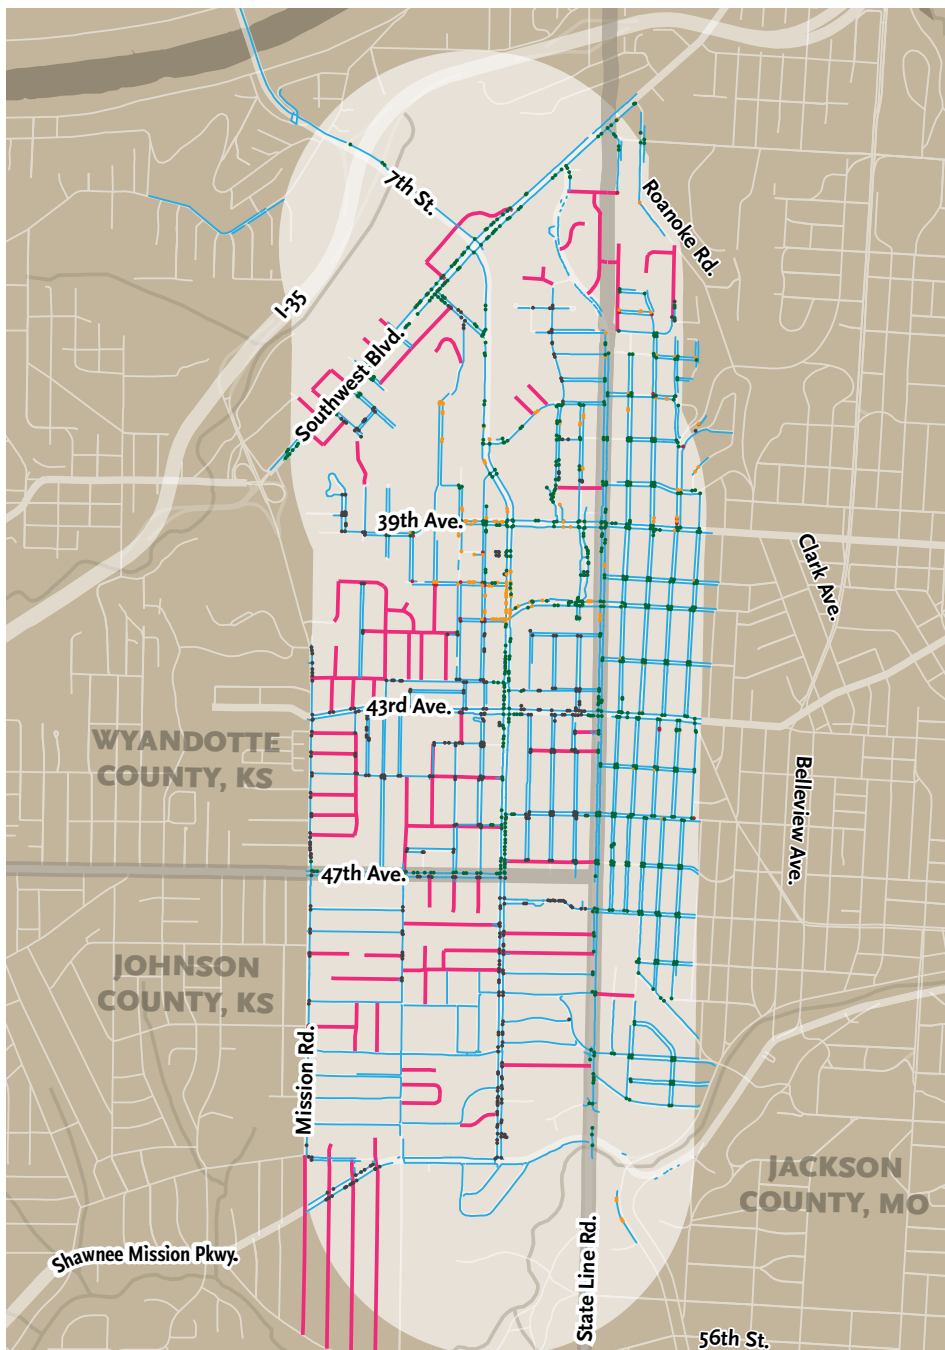 7th St.
Roanoke Rd.
I-35
Southwest Blvd.
39th Ave.
Clark Ave.
43rd Ave.
WYANDOTTE
COUNTY, KS
Belleview Ave.
47th Ave.
JOHNSON
COUNTY, KS
Mission Rd.
JACKSON
COUNTY, MO
Shawnee Mission Pkwy.
State Line Rd.
56th St.